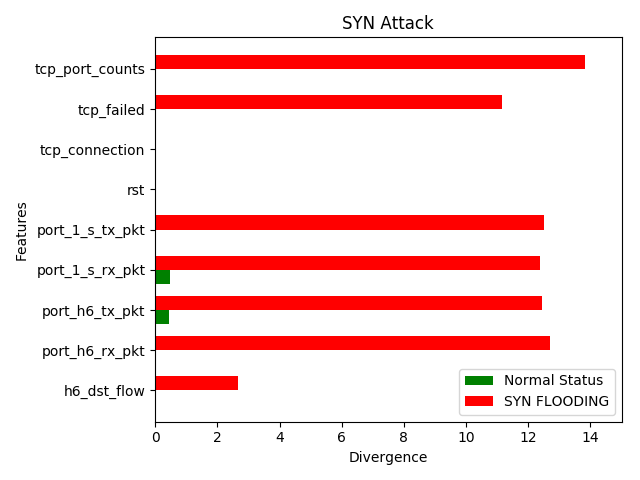 SYN Attack
tcp_port_counts
tcp_failed
tcp_connection
rst
port_1_s_tx_pkt
port_1_s_rx_pkt
port_h6_tx_pkt
port_h6_rx_pkt
h6_dst_flow
Features
Normal Status
SYN FLOODING
0 2 4 6 8 10 12 14
Divergence